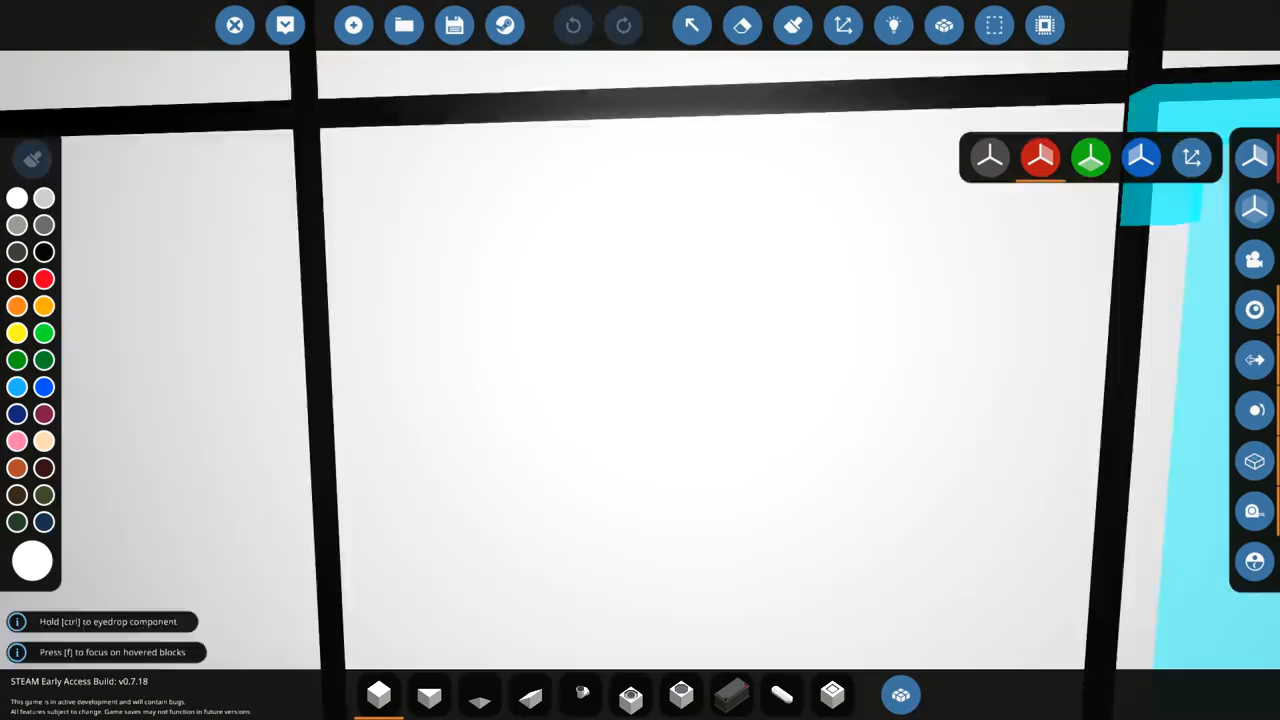 Hold [ctrl] to eyedrop component
Press [f] to focus on hovered blocks
STEAM Early Access Build: v0.7.18
This game is in active development and will contain bugs.
All features subject to change. Game saves may not function in future versions.